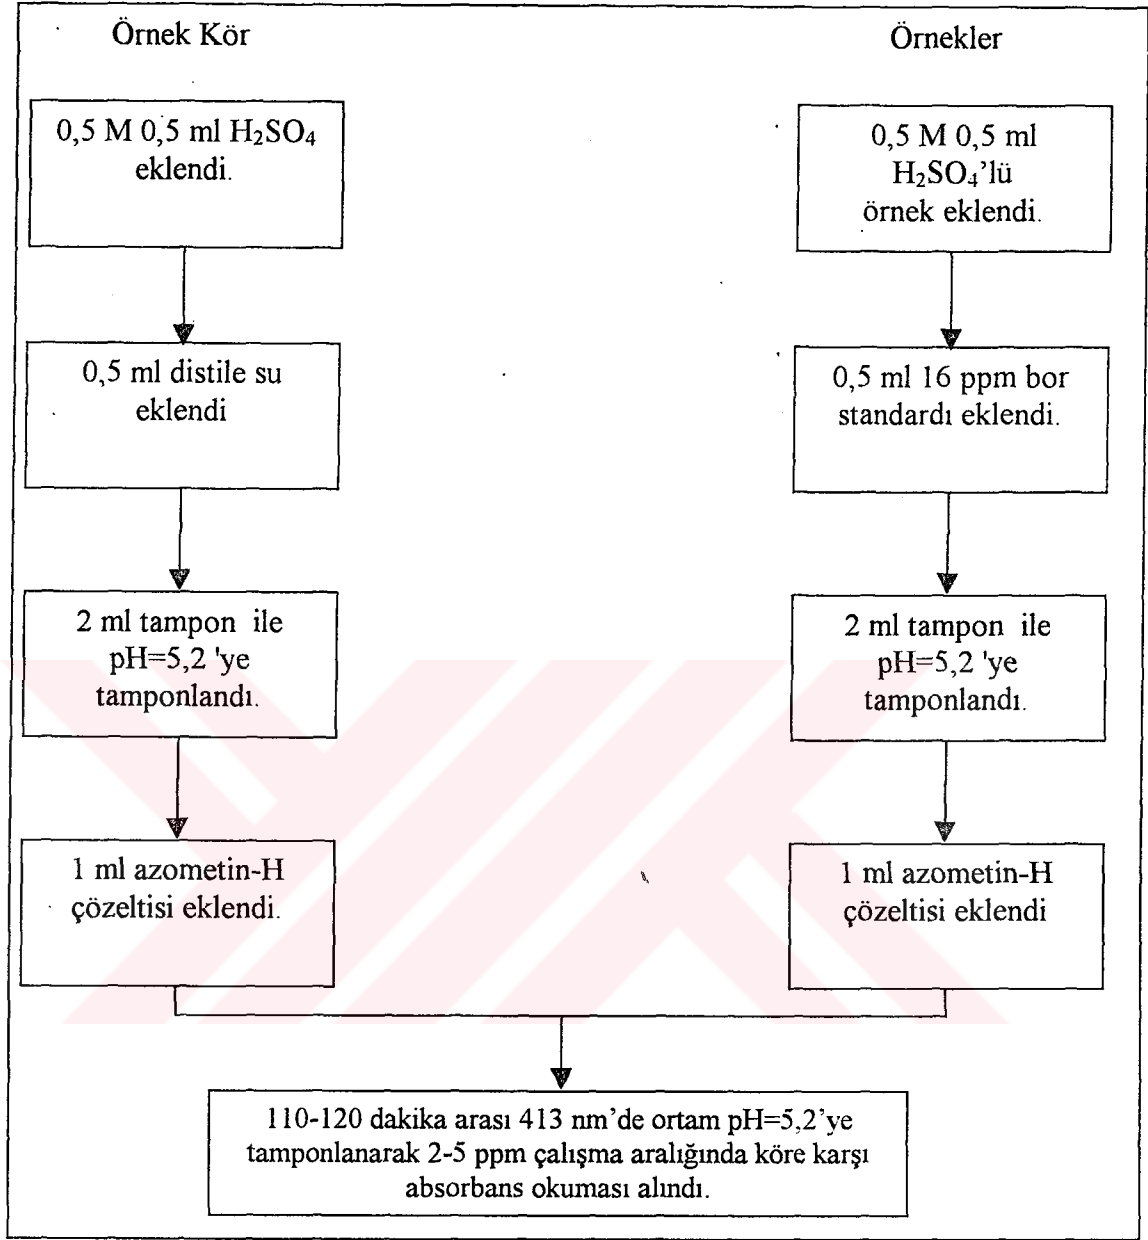 Örnek Kör
0,5 M 0,5 ml H₂SO₄
eklendi.
0,5 ml distile su
eklendi
2 ml tampon ile
pH=5,2 'ye
tamponlandı.
1 ml azometin-H
çözeltisi eklendi.
Örnekler
0,5 M 0,5 ml
H₂SO₄'lü
örnek eklendi.
0,5 ml 16 ppm bor
standardı eklendi.
2 ml tampon ile
pH=5,2 'ye
tamponlandı.
1 ml azometin-H
çözeltisi eklendi
110-120 dakika arası 413 nm'de ortam pH=5,2'ye
tamponlanarak 2-5 ppm çalışma aralığında köre karşı
absorbans okuması alındı.